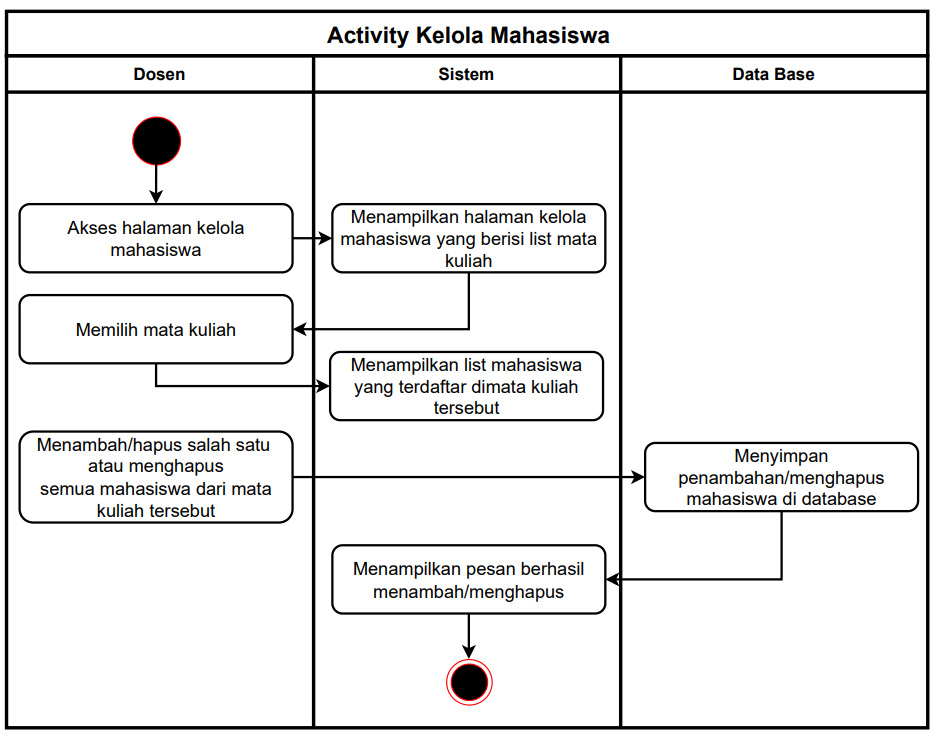 Activity Kelola Mahasiswa
Dosen
Sistem
Data Base
Akses halaman kelola
mahasiswa
Menampilkan halaman kelola
mahasiswa yang berisi list mata
kuliah
Memilih mata kuliah
Menampilkan list mahasiswa
yang terdaftar dimata kuliah
tersebut
Menambah/hapus salah satu
atau menghapus
semua mahasiswa dari mata
kuliah tersebut
Menyimpan
penambahan/menghapus
mahasiswa di database
Menampilkan pesan berhasil
menambah/menghapus